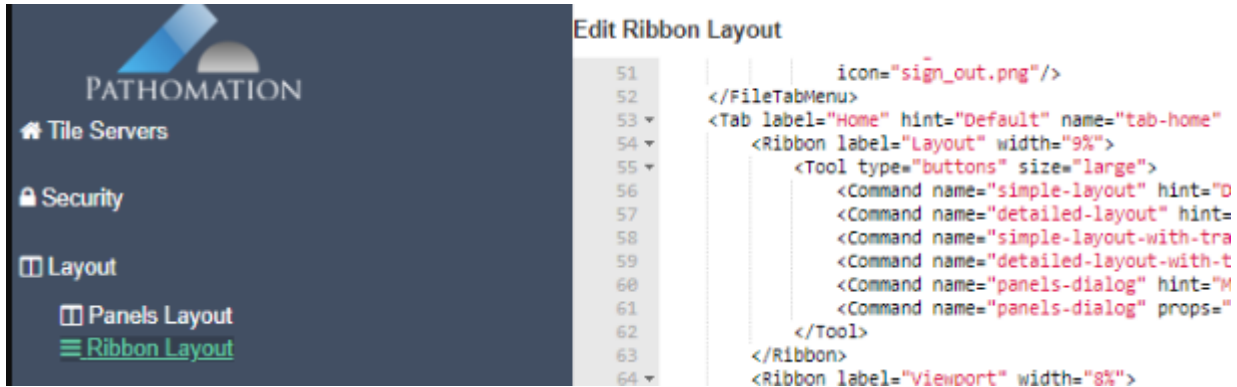 PATHOMATION
Tile Servers
Security
Layout
Panels Layout
Ribbon Layout
Edit Ribbon Layout
51 icon="sign_out.png"/>
52 </FileTabMenu>
53 <Tab label="Home" hint="Default" name="tab-home"
54 <Ribbon label="Layout" width="9%">
55 <Tool type="buttons" size="large">
56 <Command name="simple-layout" hint="D
57 <Command name="detailed-layout" hint=
58 <Command name="simple-layout-with-tra
59 <Command name="detailed-layout-with-t
60 <Command name="panels-dialog" hint="M
61 <Command name="panels-dialog" props="
62 </Tool>
63 </Ribbon>
64 <Ribbon label="Viewport" width="8%">